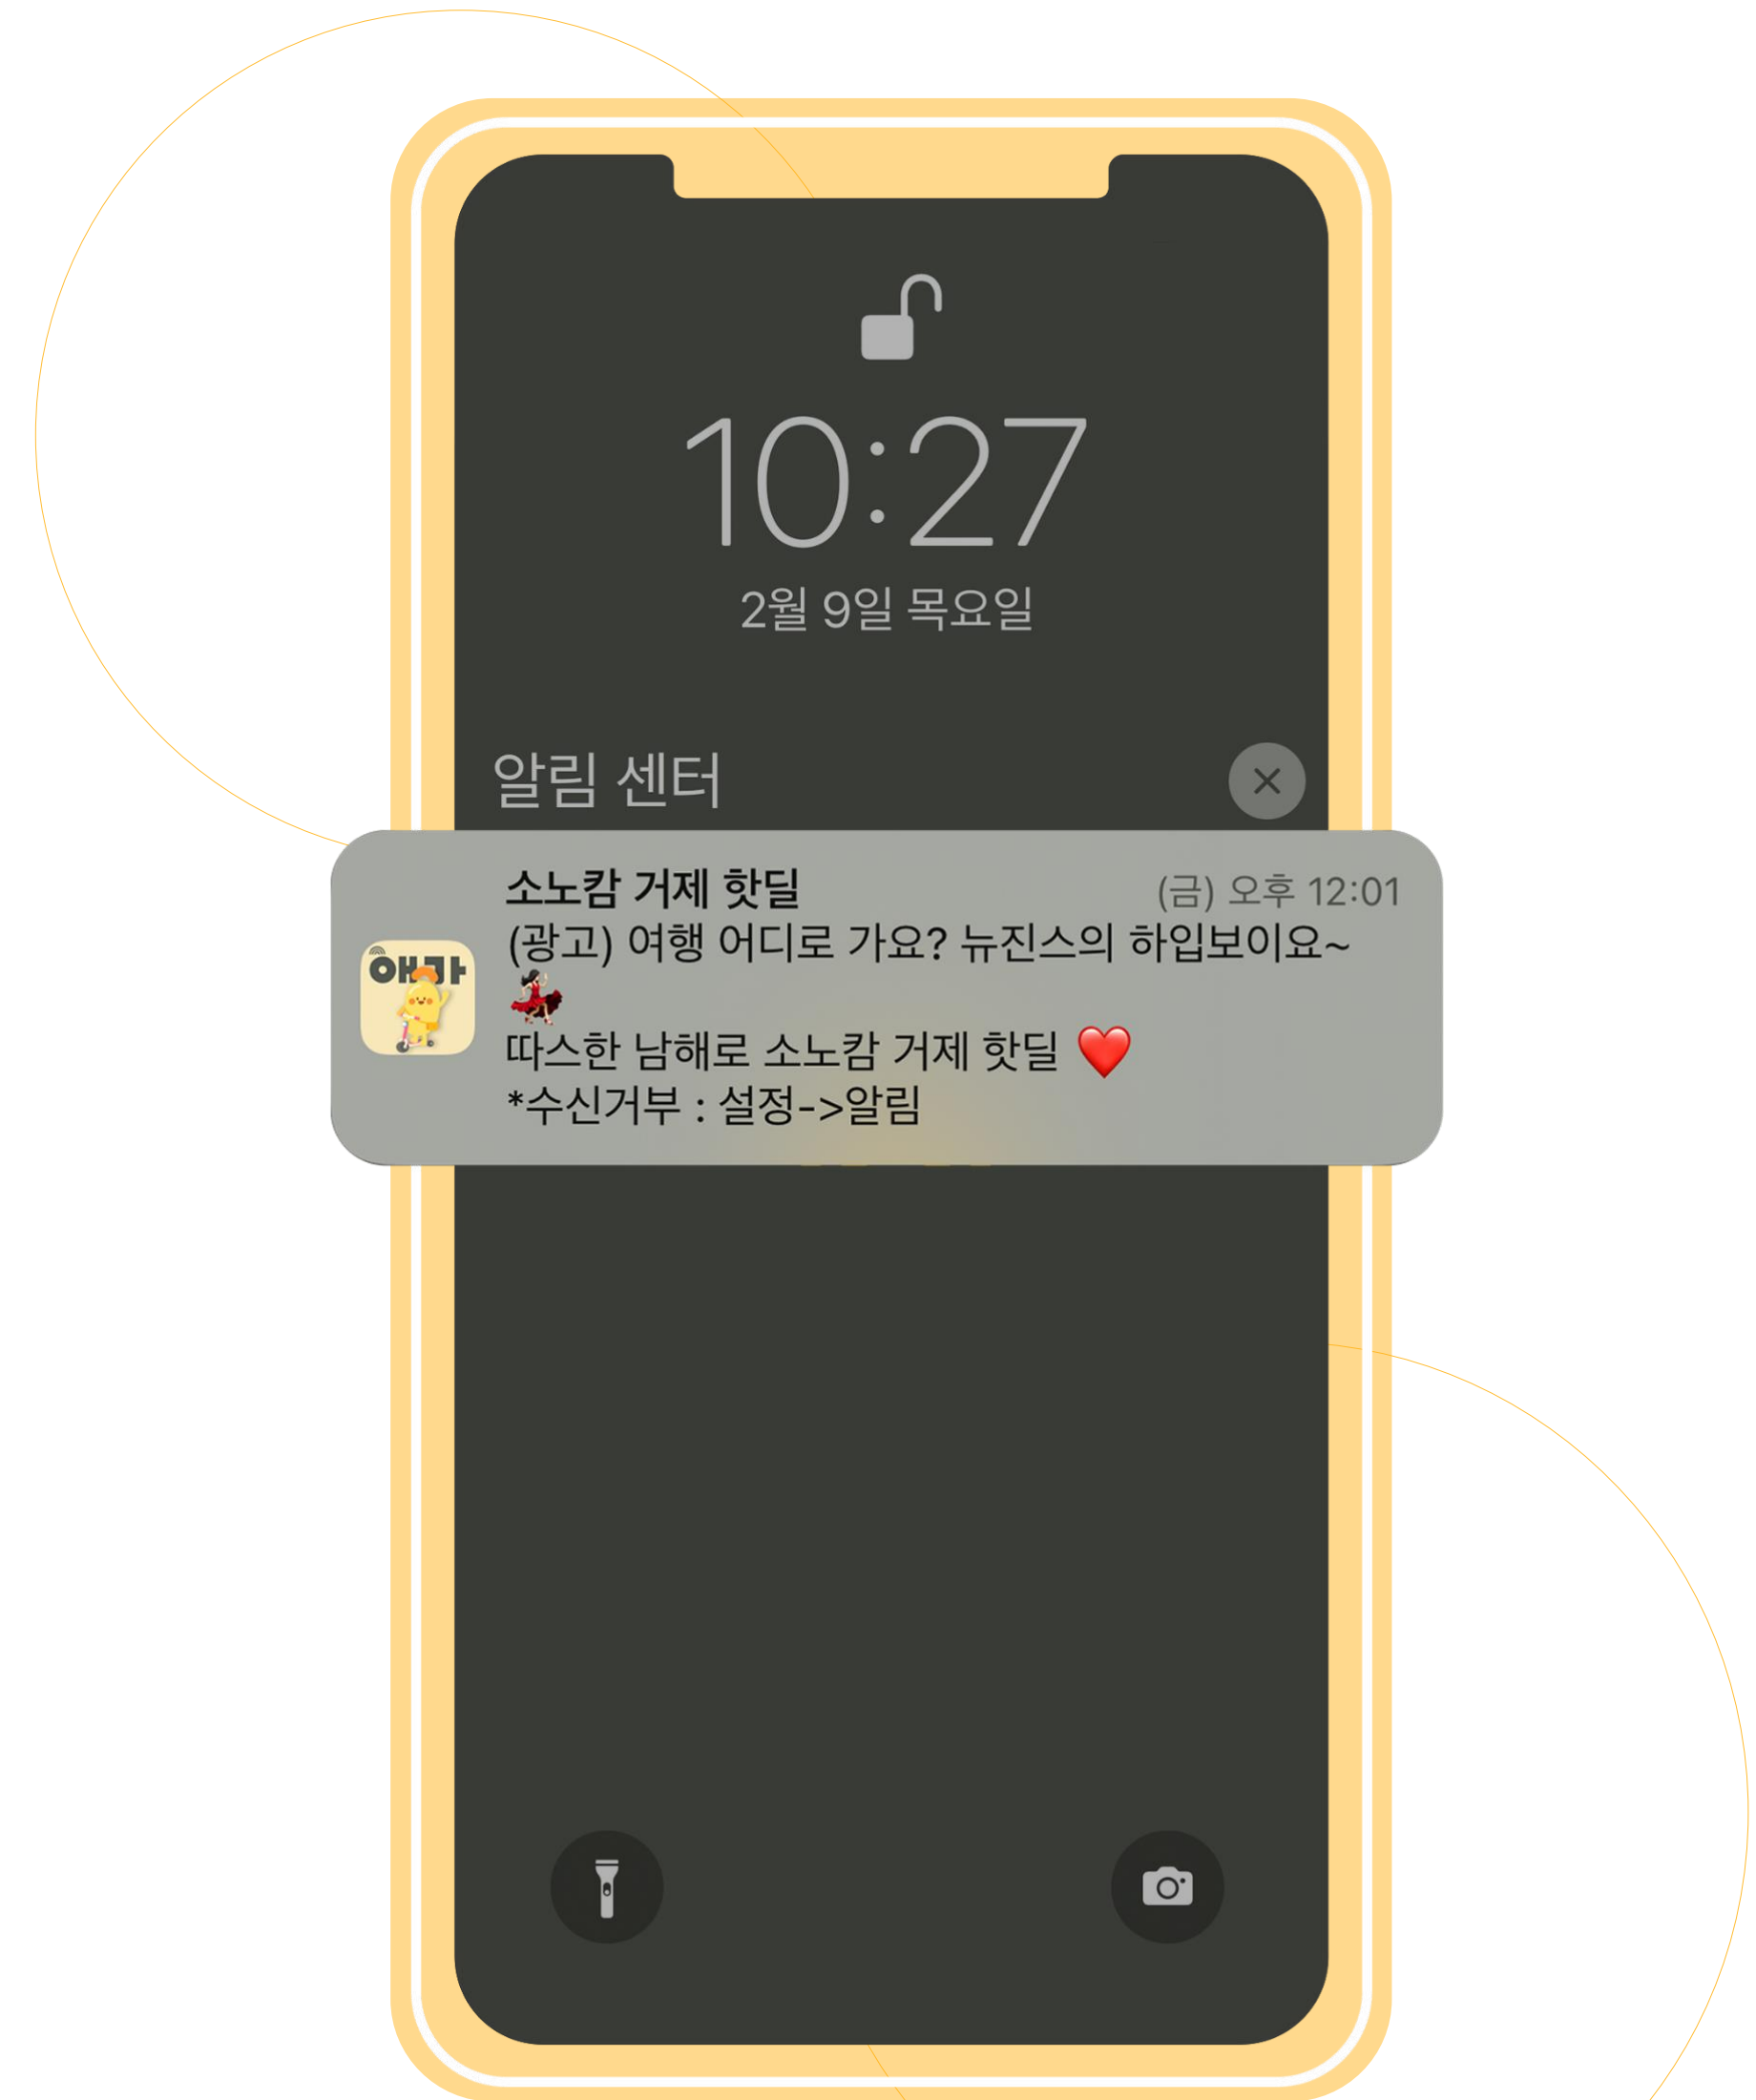 10:27
2월 9일 목요일
알림 센터
소노캄 거제 핫딜
(금) 오후 12:01
(광고) 여행 어디로 가요? 뉴진스의 하입보이요~
💃🏻
따스한 남해로 소노캄 거제 핫딜 ❤️
*수신거부 : 설정->알림